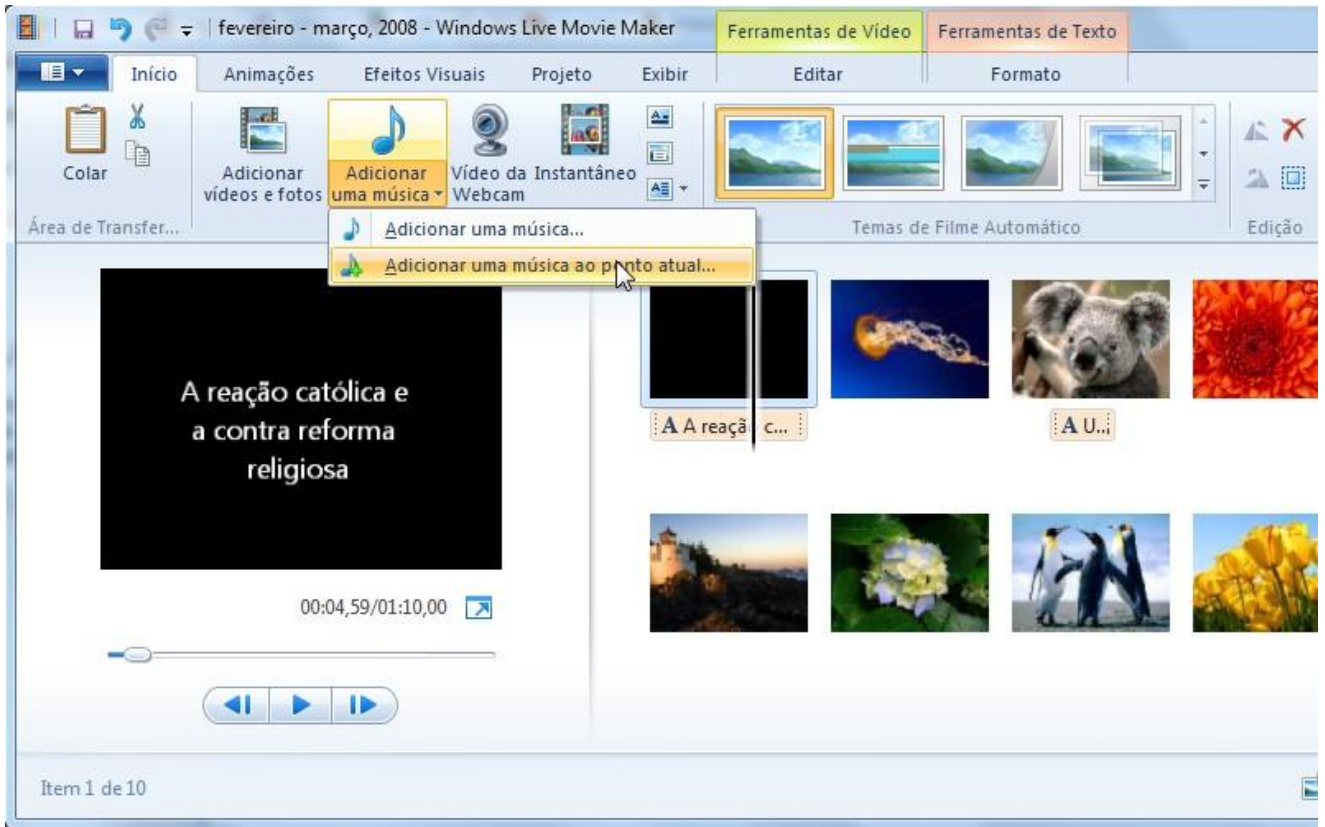 fevereiro - março, 2008 - Windows Live Movie Maker
Ferramentas de Vídeo
Ferramentas de Texto
Início
Animações
Efeitos Visuais
Projeto
Exibir
Editar
Formato
Colar
Adicionar
vídeos e fotos
Adicionar
uma música
Vídeo da
Webcam
Instantâneo
Área de Transfer...
Temas de Filme Automático
Edição
Adicionar uma música...
Adicionar uma música ao ponto atual...
A reação católica e
a contra reforma
religiosa
A A reaçã c...
A U..
00:04,59/01:10,00
Item 1 de 10